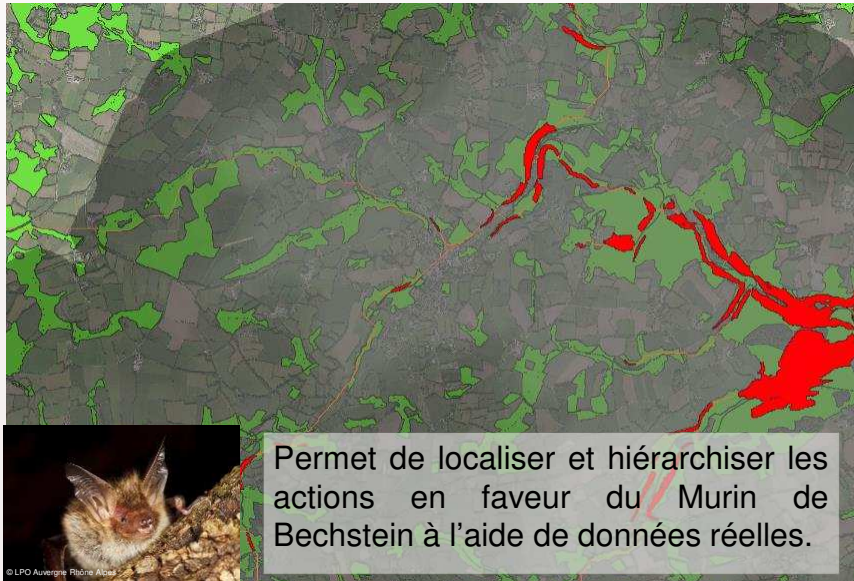 Permet de localiser et hiérarchiser les
actions en faveur du Murin de
Bechstein à l'aide de données réelles.
© LPO Auvergne Rhône Alpes